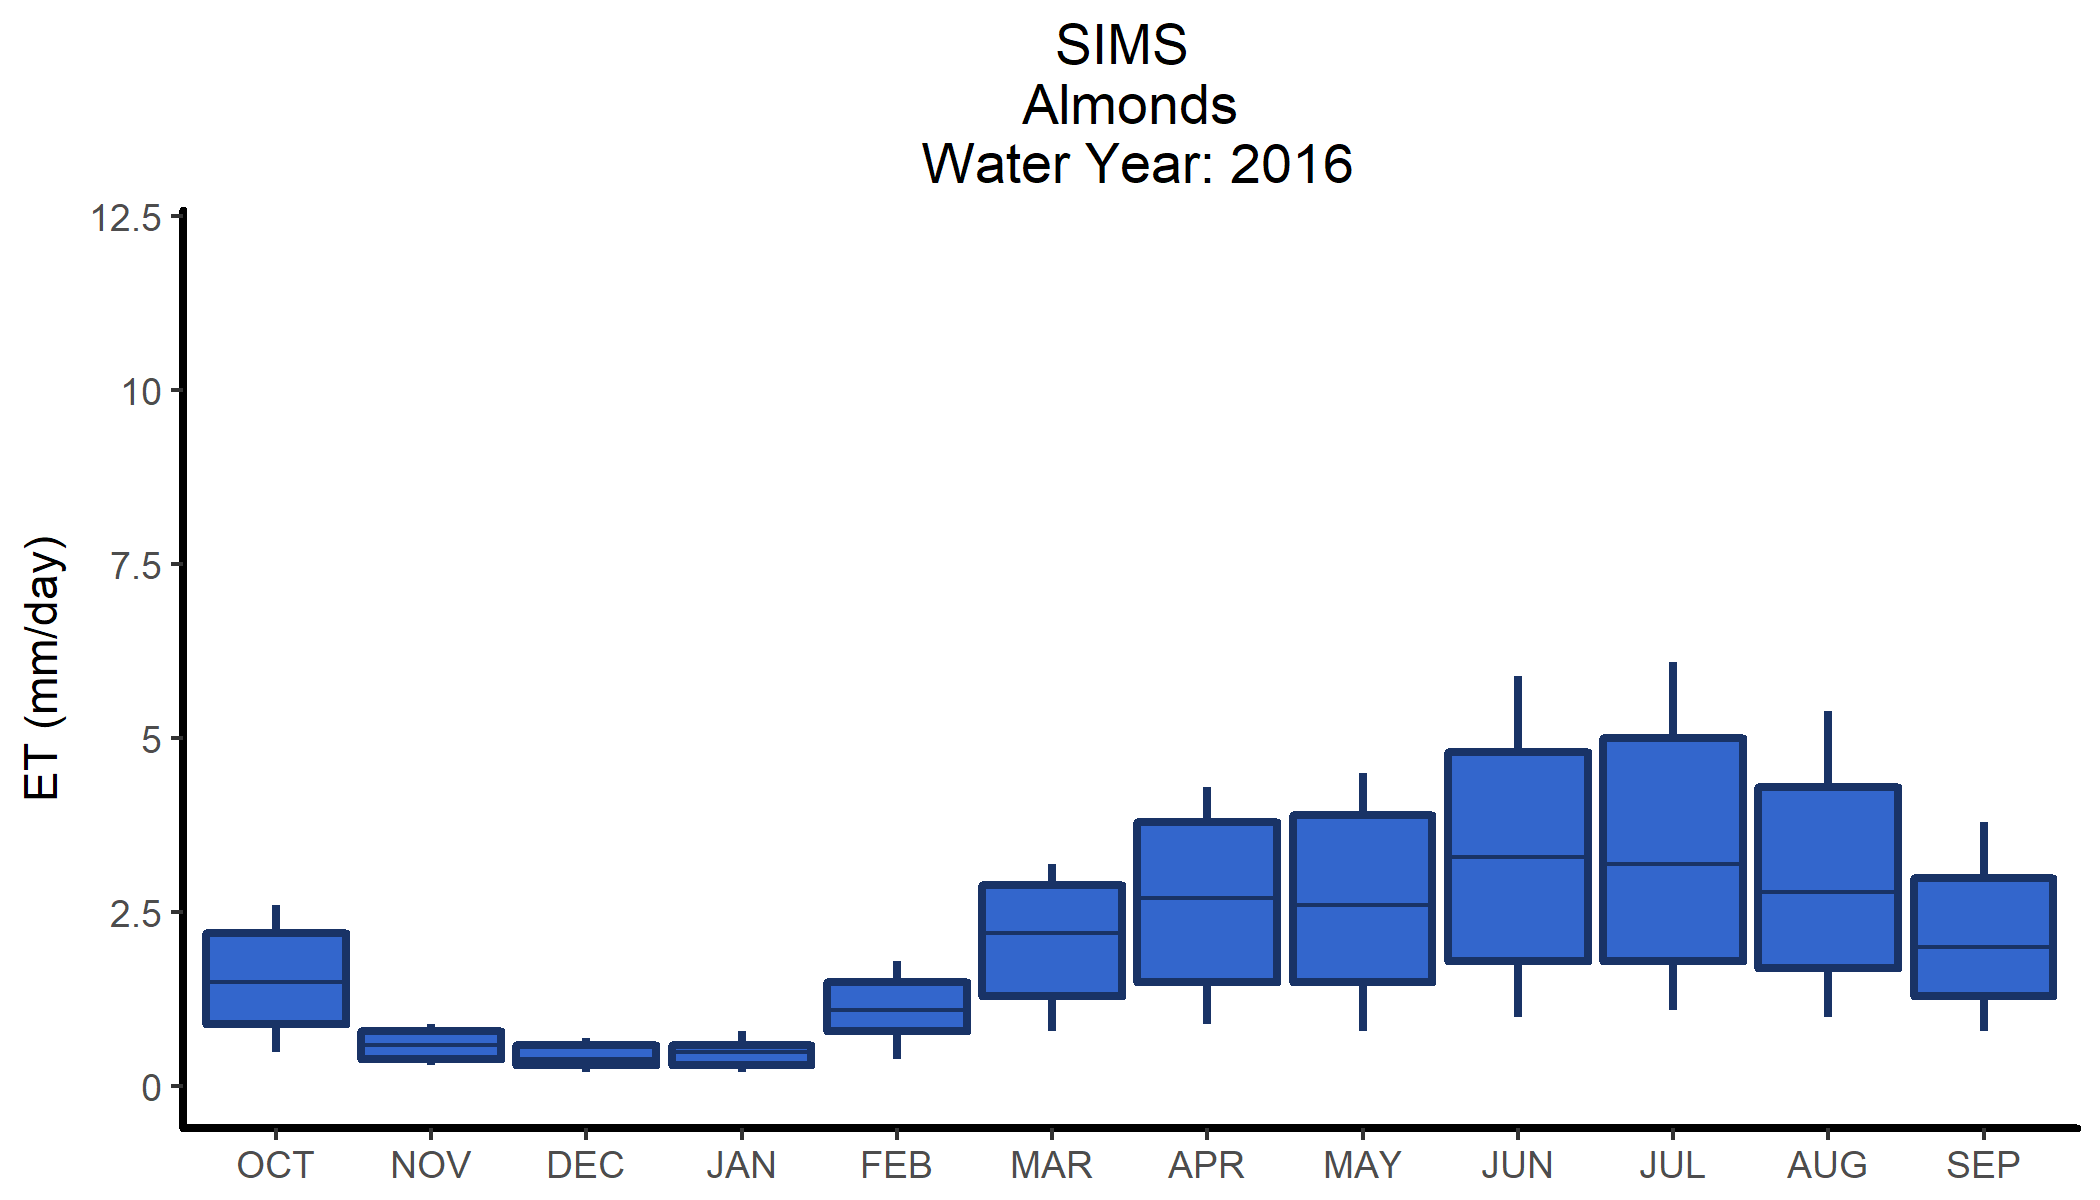 SIMS
Almonds
Water Year: 2016
12.5
10
7.5
5
2.5
0
ET (mm/day)
OCT NOV DEC JAN FEB MAR APR MAY JUN JUL AUG SEP